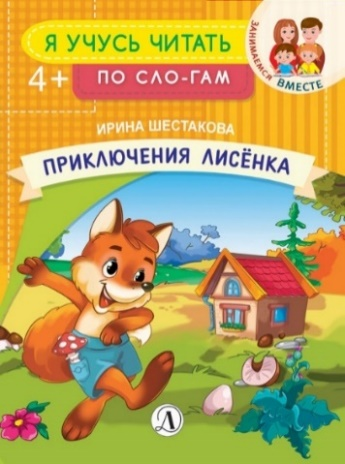 Я УЧУСЬ ЧИТАТЬ
4+
ПО СЛО-ГАМ
ЗАНИМАЕМСЯ
ВМЕСТЕ
ИРИНА ШЕСТАКОВА
ПРИКЛЮЧЕНИЯ ЛИСЁНКА
Д